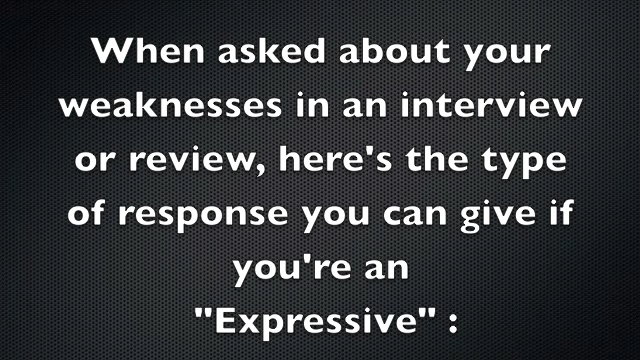 When asked about your
weaknesses in an interview
or review, here's the type
of response you can give if
you're an
"Expressive" :